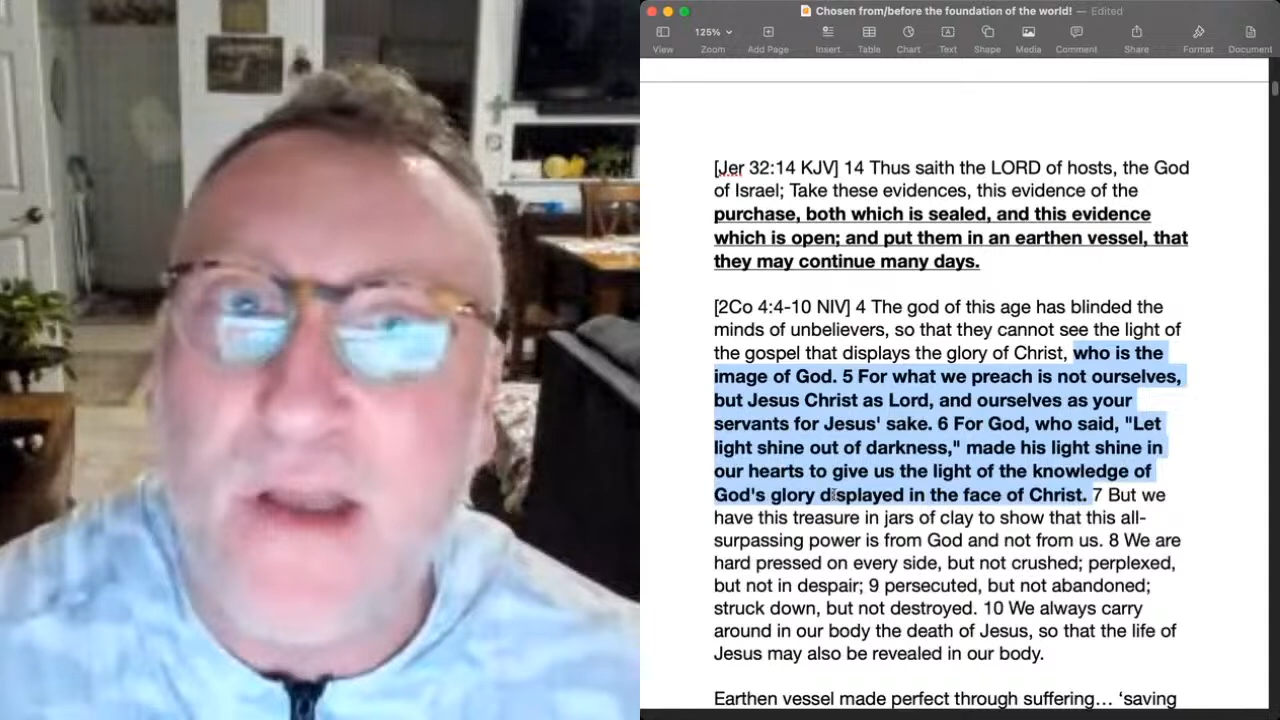 Chosen from/before the foundation of the world! — Edited
125%
View Zoom Add Page Insert Table Chart Text Shape Media Comment Share Format Document
[Jer 32:14 KJV] 14 Thus saith the LORD of hosts, the God
of Israel; Take these evidences, this evidence of the
purchase, both which is sealed, and this evidence
which is open; and put them in an earthen vessel, that
they may continue many days.
[2Co 4:4-10 NIV] 4 The god of this age has blinded the
minds of unbelievers, so that they cannot see the light of
the gospel that displays the glory of Christ, who is the
image of God. 5 For what we preach is not ourselves,
but Jesus Christ as Lord, and ourselves as your
servants for Jesus' sake. 6 For God, who said, "Let
light shine out of darkness," made his light shine in
our hearts to give us the light of the knowledge of
God's glory displayed in the face of Christ. 7 But we
have this treasure in jars of clay to show that this all-
surpassing power is from God and not from us. 8 We are
hard pressed on every side, but not crushed; perplexed,
but not in despair; 9 persecuted, but not abandoned;
struck down, but not destroyed. 10 We always carry
around in our body the death of Jesus, so that the life of
Jesus may also be revealed in our body.
Earthen vessel made perfect through suffering… ‘saving